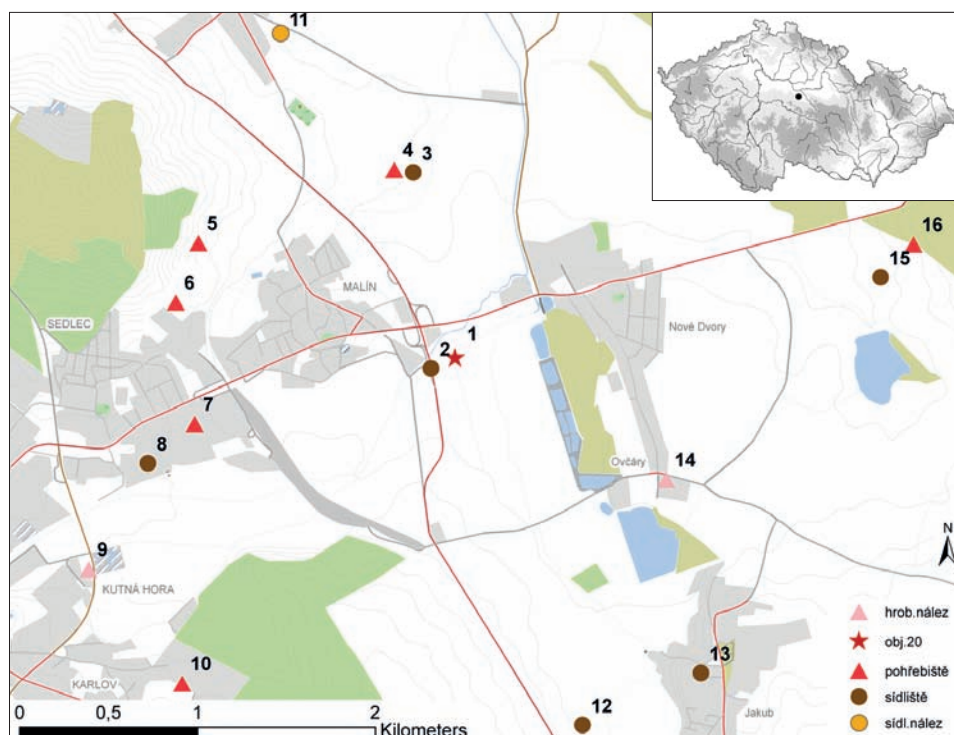 11
4 3
5
16
15
6
MALÍN
SEDLEC
1
Nové Dvory
2
7
8
14
Ovčáry
9
N
KUTNÁ HORA
hrob.nález
obj.20
13
10
pohřebiště
KARLOV
sídliště
12
Jakub
sídl.nález
0 0,5 1 2
Kilometers